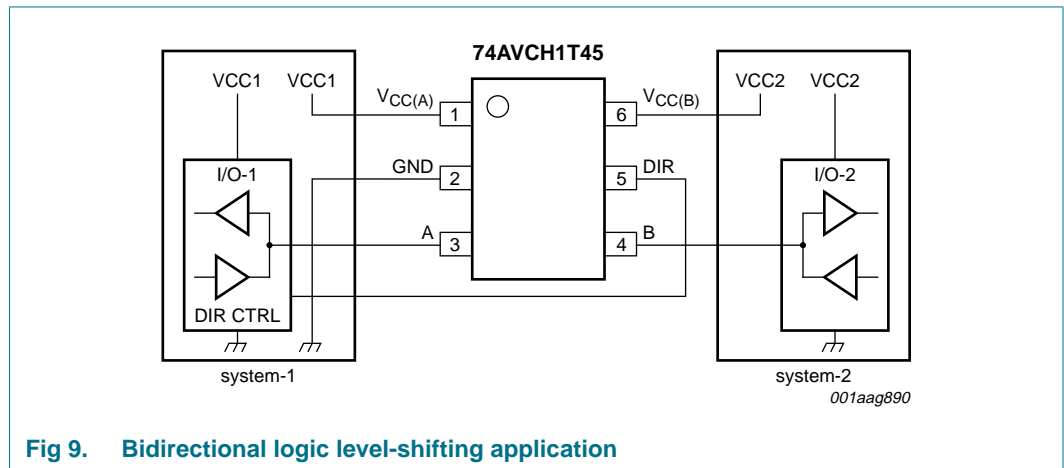 74AVCH1T45
VCC1 VCC1
VCC(A)
1
6
VCC(B)
VCC2 VCC2
I/O-1
GND
2
5
DIR
I/O-2
A
3
4
B
DIR CTRL
system-1
system-2
001aag890
Fig 9. Bidirectional logic level-shifting application